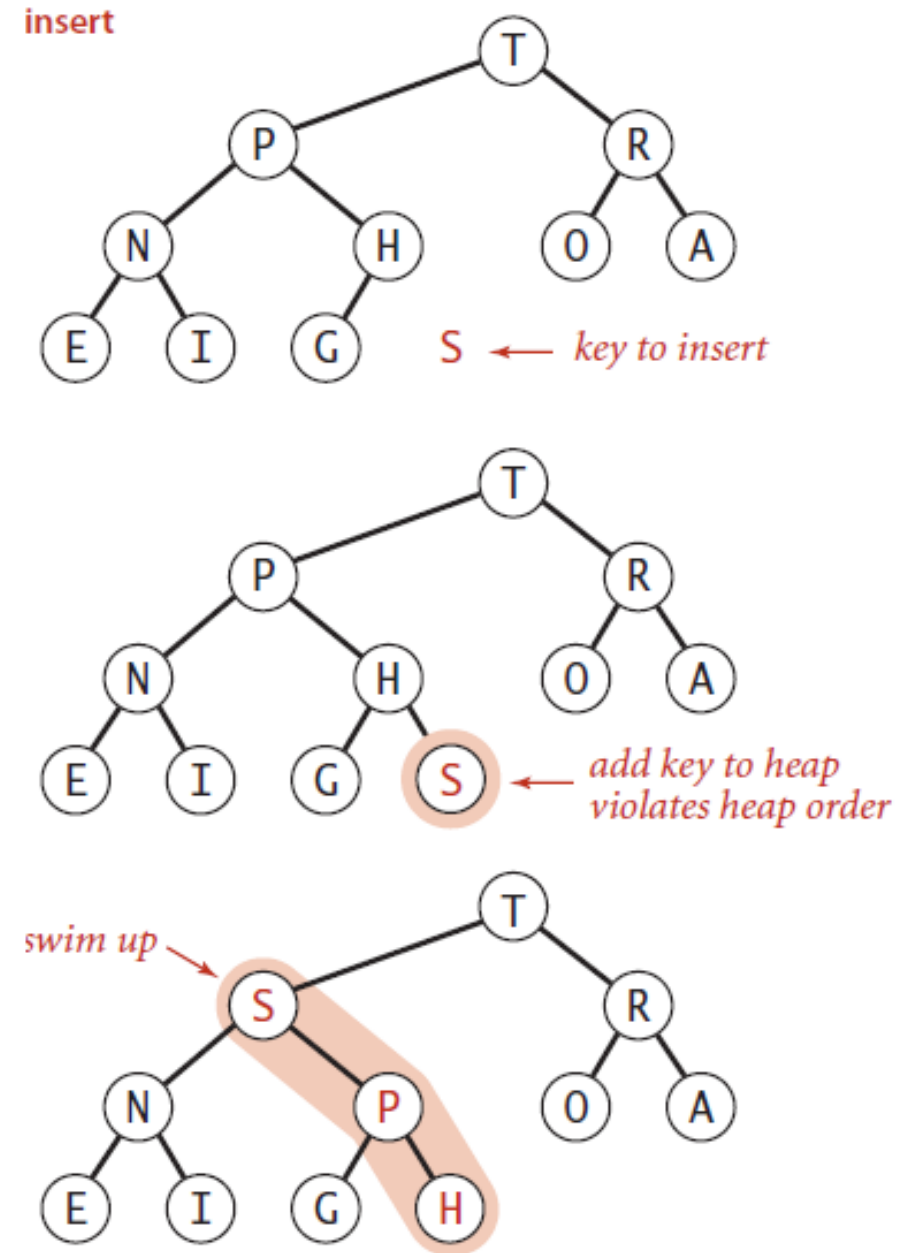 insert
T
P R
N H O A
E I G S key to insert
T
P R
N H O A
E I G S add key to heap
violates heap order
T
swim up
S R
N P O A
E I G H